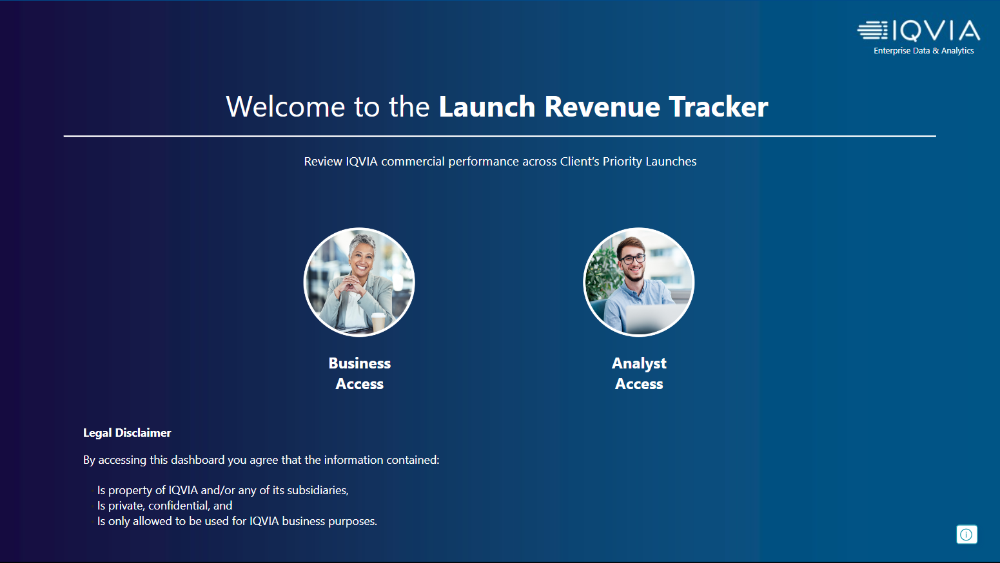 IQVIA
Enterprise Data & Analytics
Welcome to the Launch Revenue Tracker
Review IQVIA commercial performance across Client's Priority Launches
Business
Access
Analyst
Access
Legal Disclaimer
By accessing this dashboard you agree that the information contained:
Is property of IQVIA and/or any of its subsidiaries,
Is private, confidential, and
Is only allowed to be used for IQVIA business purposes.